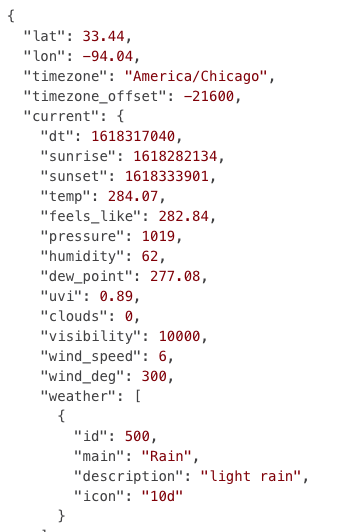 {
  "lat": 33.44,
  "lon": -94.04,
  "timezone": "America/Chicago",
  "timezone_offset": -21600,
  "current": {
    "dt": 1618317040,
    "sunrise": 1618282134,
    "sunset": 1618333901,
    "temp": 284.07,
    "feels_like": 282.84,
    "pressure": 1019,
    "humidity": 62,
    "dew_point": 277.08,
    "uvi": 0.89,
    "clouds": 0,
    "visibility": 10000,
    "wind_speed": 6,
    "wind_deg": 300,
    "weather": [
      {
        "id": 500,
        "main": "Rain",
        "description": "light rain",
        "icon": "10d"
      }